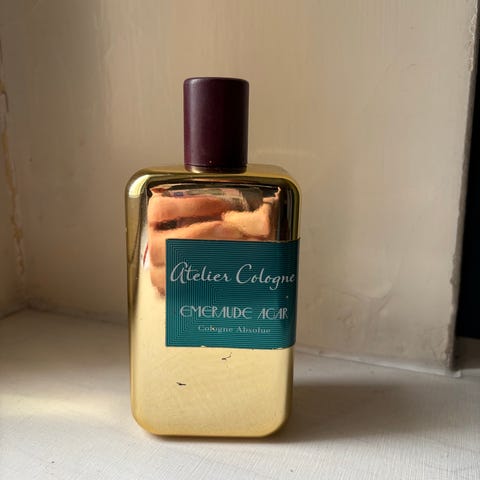 Atelier Cologne
EMERAUDE AGAR
Cologne Absolue